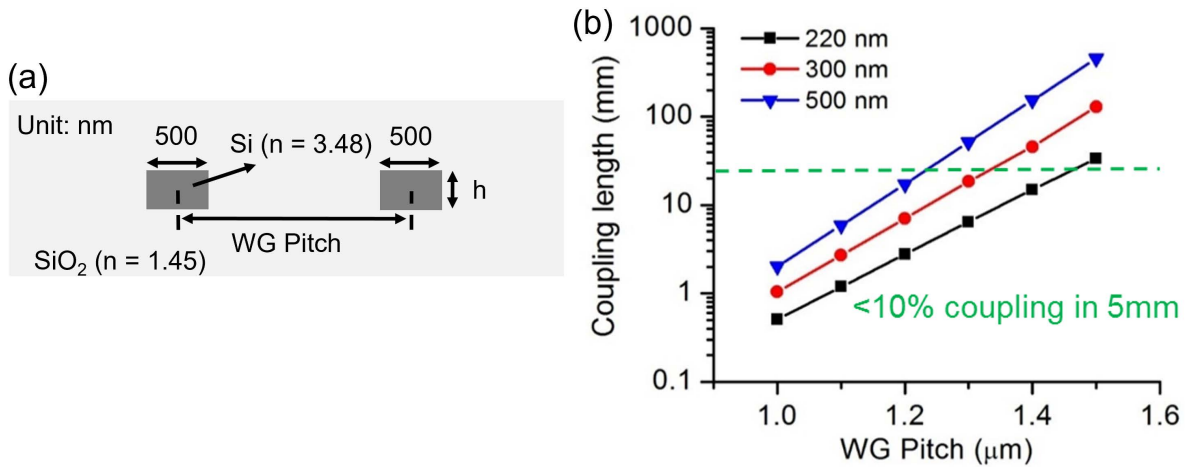 (a)
Unit: nm
500
500
Si (n = 3.48)
h
WG Pitch
SiO₂ (n = 1.45)
(b)
Coupling length (mm)
1000
100
10
1
0.1
220 nm
300 nm
500 nm
<10% coupling in 5mm
1.0
1.2
1.4
1.6
WG Pitch (μm)